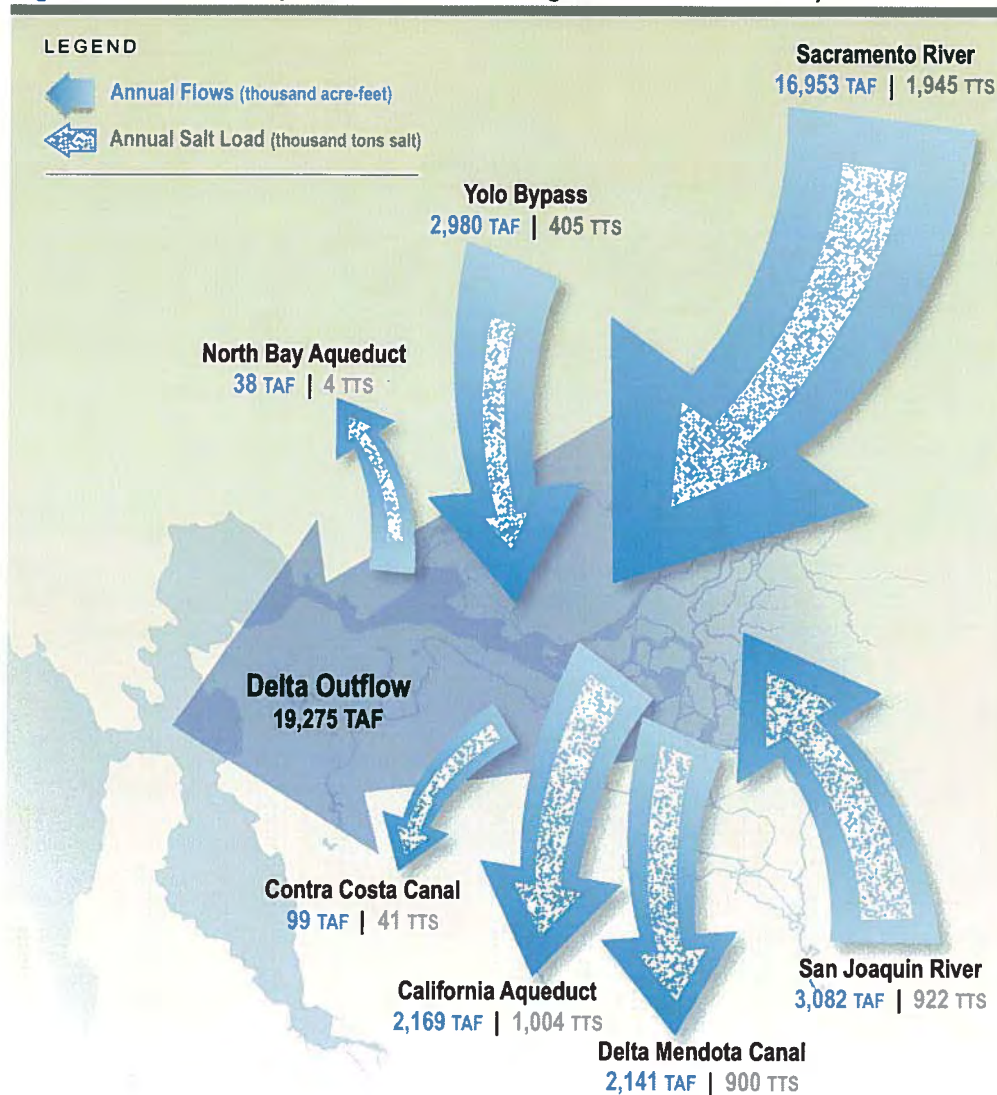 LEGEND
Annual Flows (thousand acre-feet)
Annual Salt Load (thousand tons salt)
Sacramento River
16,953 TAF | 1,945 TTS
Yolo Bypass
2,980 TAF | 405 TTS
North Bay Aqueduct
38 TAF | 4 TTS
Delta Outflow
19,275 TAF
Contra Costa Canal
99 TAF | 41 TTS
California Aqueduct
2,169 TAF | 1,004 TTS
Delta Mendota Canal
2,141 TAF | 900 TTS
San Joaquin River
3,082 TAF | 922 TTS